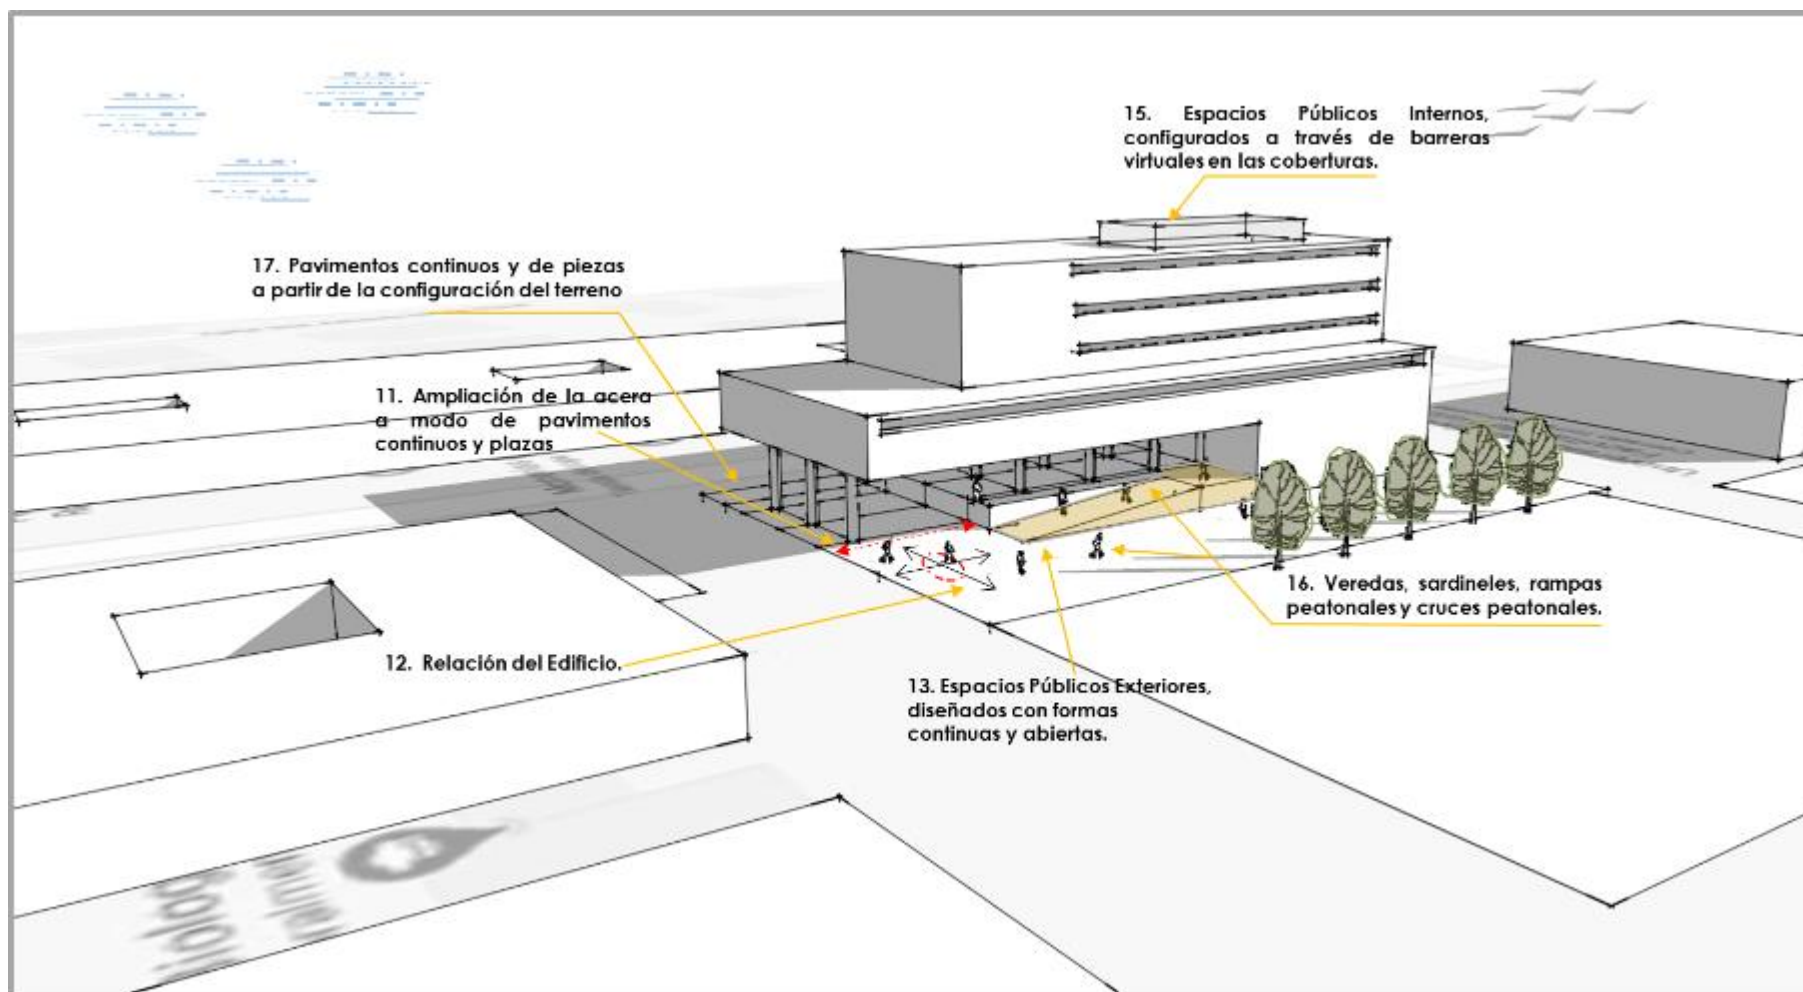 15. Espacios Públicos Internos,
configurados a través de barreras
virtuales en las coberturas.
17. Pavimentos continuos y de piezas
a partir de la configuración del terreno
11. Ampliación de la acera
a modo de pavimentos
continuos y plazas
16. Veredas, sardineles, rampas
peatonales y cruces peatonales.
12. Relación del Edificio.
13. Espacios Públicos Exteriores,
diseñados con formas
continuas y abiertas.